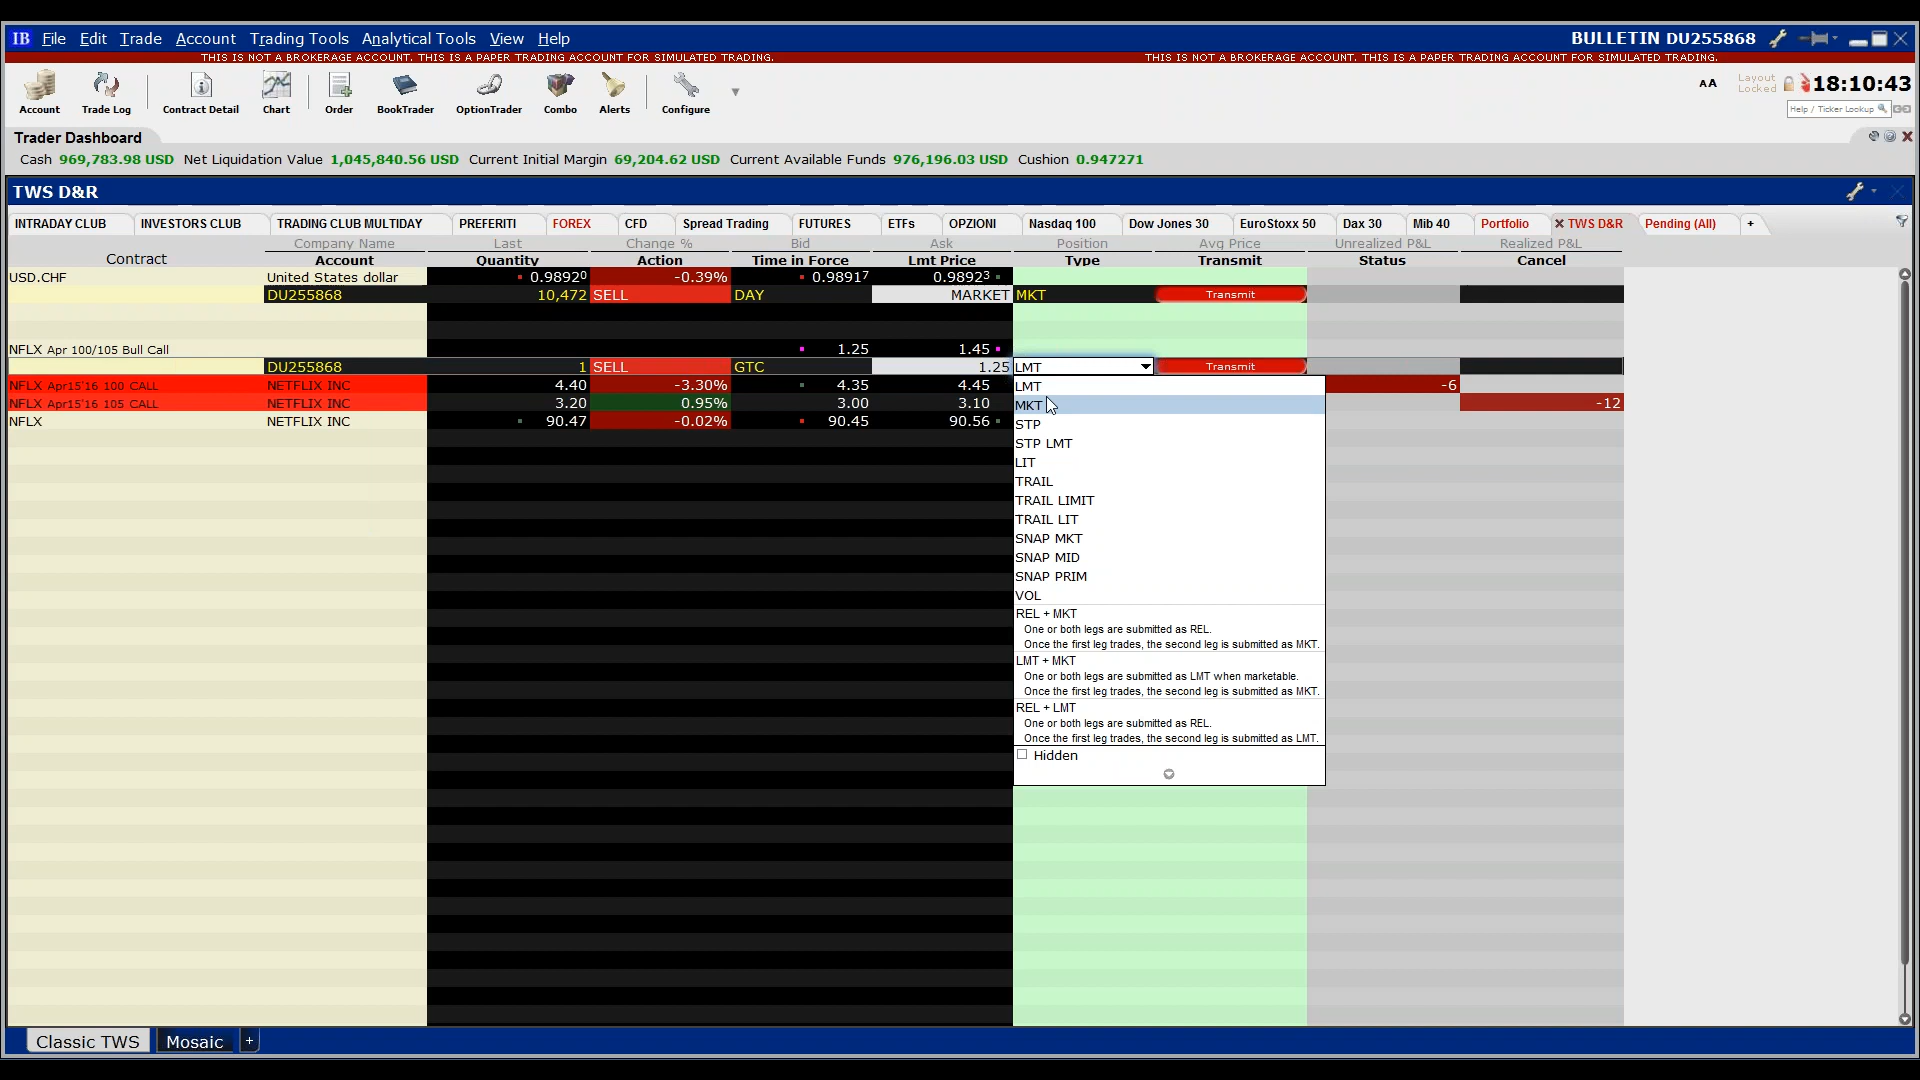 IB File Edit Trade Account Trading Tools Analytical Tools View Help BULLETIN DU255868
THIS IS NOT A BROKERAGE ACCOUNT. THIS IS A PAPER TRADING ACCOUNT FOR SIMULATED TRADING. THIS IS NOT A BROKERAGE ACCOUNT. THIS IS A PAPER TRADING ACCOUNT FOR SIMULATED TRADING.
Account Trade Log Contract Detail Chart Order BookTrader OptionTrader Combo Alerts Configure AA Layout Locked 18:10:43
Help / Ticker Lookup
Trader Dashboard
Cash 969,783.98 USD Net Liquidation Value 1,045,840.56 USD Current Initial Margin 69,204.62 USD Current Available Funds 976,196.03 USD Cushion 0.947271
TWS D&R
INTRADAY CLUB INVESTORS CLUB TRADING CLUB MULTIDAY PREFERITI FOREX CFD Spread Trading FUTURES ETFs OPZIONI Nasdaq 100 Dow Jones 30 EuroStoxx 50 Dax 30 Mib 40 Portfolio TWS D&R Pending (All) +
Company Name Last Change % Bid Ask Position Avg Price Unrealized P&L Realized P&L
Contract Account Quantity Action Time in Force Lmt Price Type Transmit Status Cancel
USD.CHF United States dollar 0.98920 -0.39% 0.98917 0.98923
DU255868 10,472 SELL DAY MARKET MKT Transmit
NFLX Apr 100/105 Bull Call 1.25 1.45
DU255868 1 SELL GTC 1.25 LMT Transmit
NFLX Apr15'16 100 CALL NETFLIX INC 4.40 -3.30% 4.35 4.45 LMT -6
NFLX Apr15'16 105 CALL NETFLIX INC 3.20 0.95% 3.00 3.10 MKT -12
NFLX NETFLIX INC 90.47 -0.02% 90.45 90.56 STP
STP LMT
LIT
TRAIL
TRAIL LIMIT
TRAIL LIT
SNAP MKT
SNAP MID
SNAP PRIM
VOL
REL + MKT
One or both legs are submitted as REL.
Once the first leg trades, the second leg is submitted as MKT.
LMT + MKT
One or both legs are submitted as LMT when marketable.
Once the first leg trades, the second leg is submitted as MKT.
REL + LMT
One or both legs are submitted as REL.
Once the first leg trades, the second leg is submitted as LMT.
Hidden
Classic TWS Mosaic +